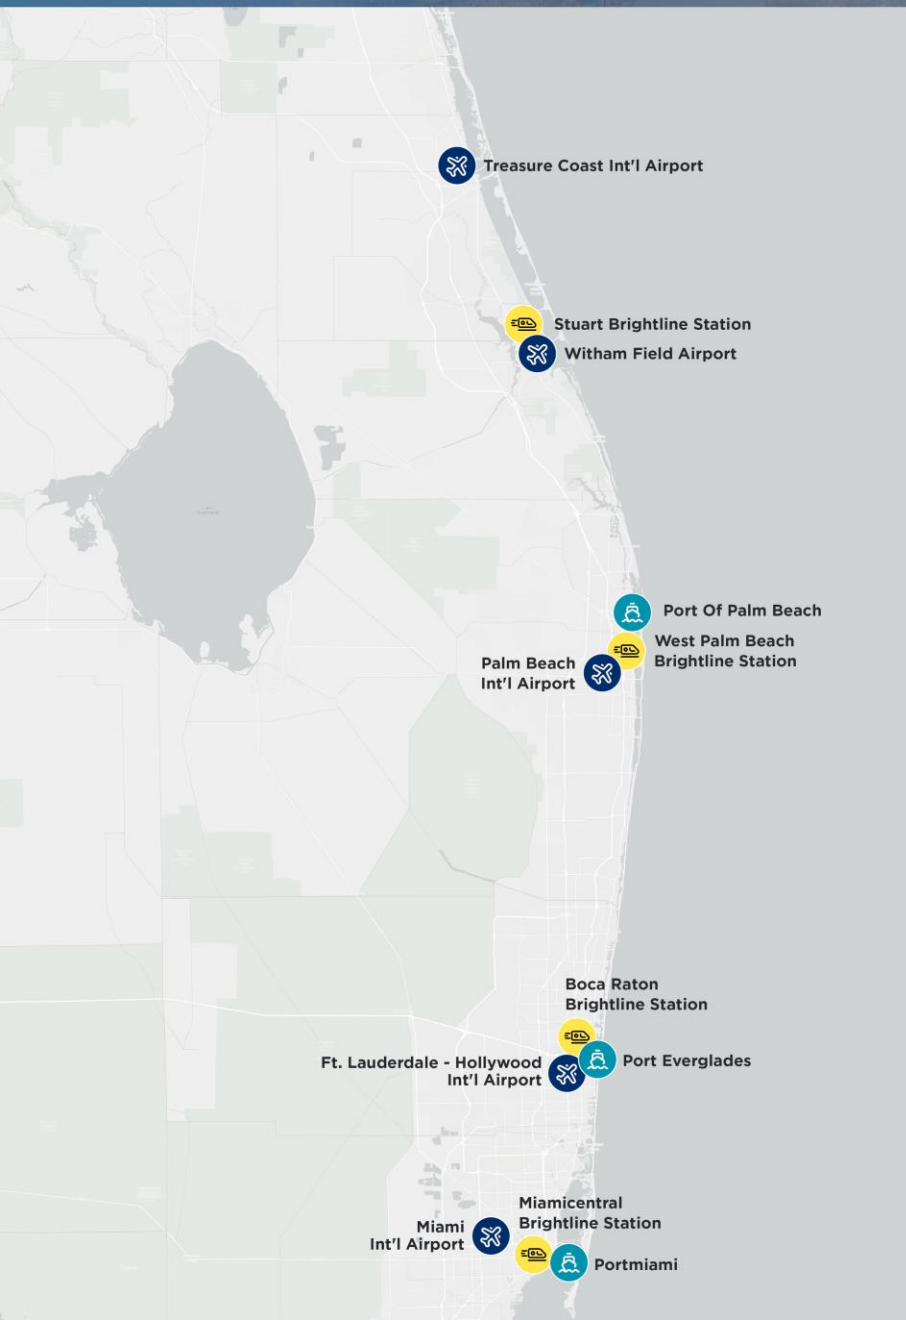 Treasure Coast Int'l Airport
Stuart Brightline Station
Witham Field Airport
Port Of Palm Beach
West Palm Beach
Brightline Station
Palm Beach
Int'l Airport
Boca Raton
Brightline Station
Ft. Lauderdale - Hollywood
Int'l Airport
Port Everglades
Miamicentral
Brightline Station
Miami
Int'l Airport
Portmiami